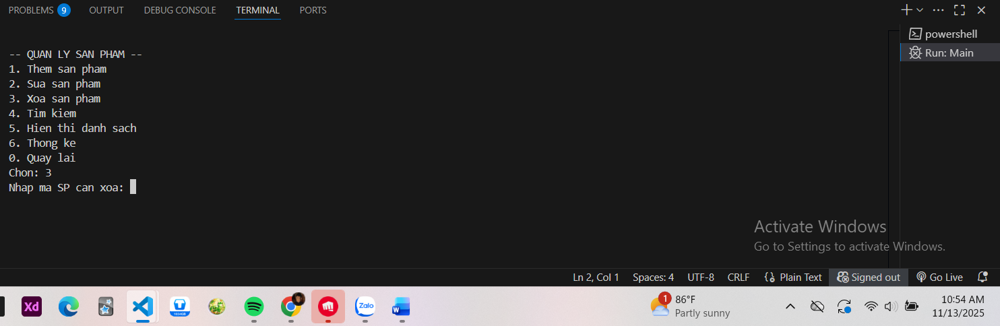 PROBLEMS 9 OUTPUT DEBUG CONSOLE TERMINAL PORTS
powershell
Run: Main
-- QUAN LY SAN PHAM --
1. Them san pham
2. Sua san pham
3. Xoa san pham
4. Tim kiem
5. Hien thi danh sach
6. Thong ke
0. Quay lai
Chon: 3
Nhap ma SP can xoa:
Activate Windows
Go to Settings to activate Windows.
Ln 2, Col 1 Spaces: 4 UTF-8 CRLF Plain Text Signed out Go Live
Xd
1024GB
Zalo
W
1
86°F
Partly sunny
10:54 AM
11/13/2025